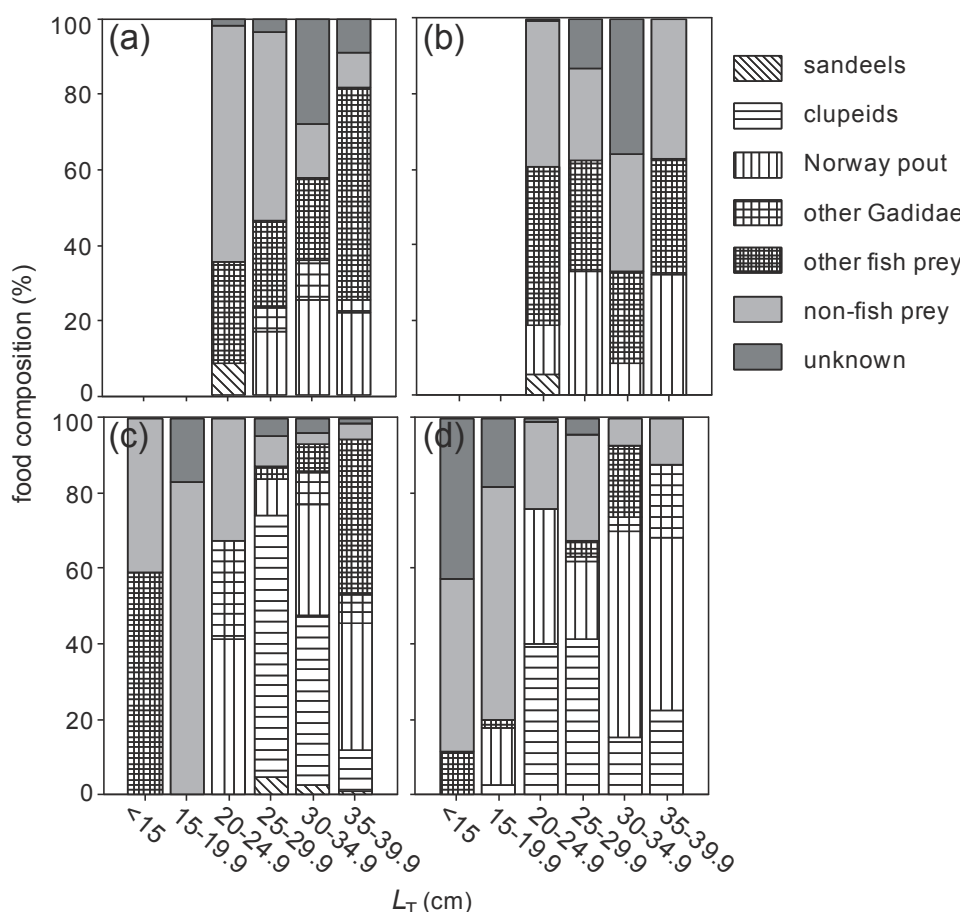 (a)
(b)
100
80
60
40
20
0
food composition (%)
sandeels
clupeids
Norway pout
other Gadidae
other fish prey
non-fish prey
unknown
(c)
(d)
100
80
60
40
20
0
<15
15-19.9
20-24.9
25-29.9
30-34.9
35-39.9
<15
15-19.9
20-24.9
25-29.9
30-34.9
35-39.9
LT (cm)